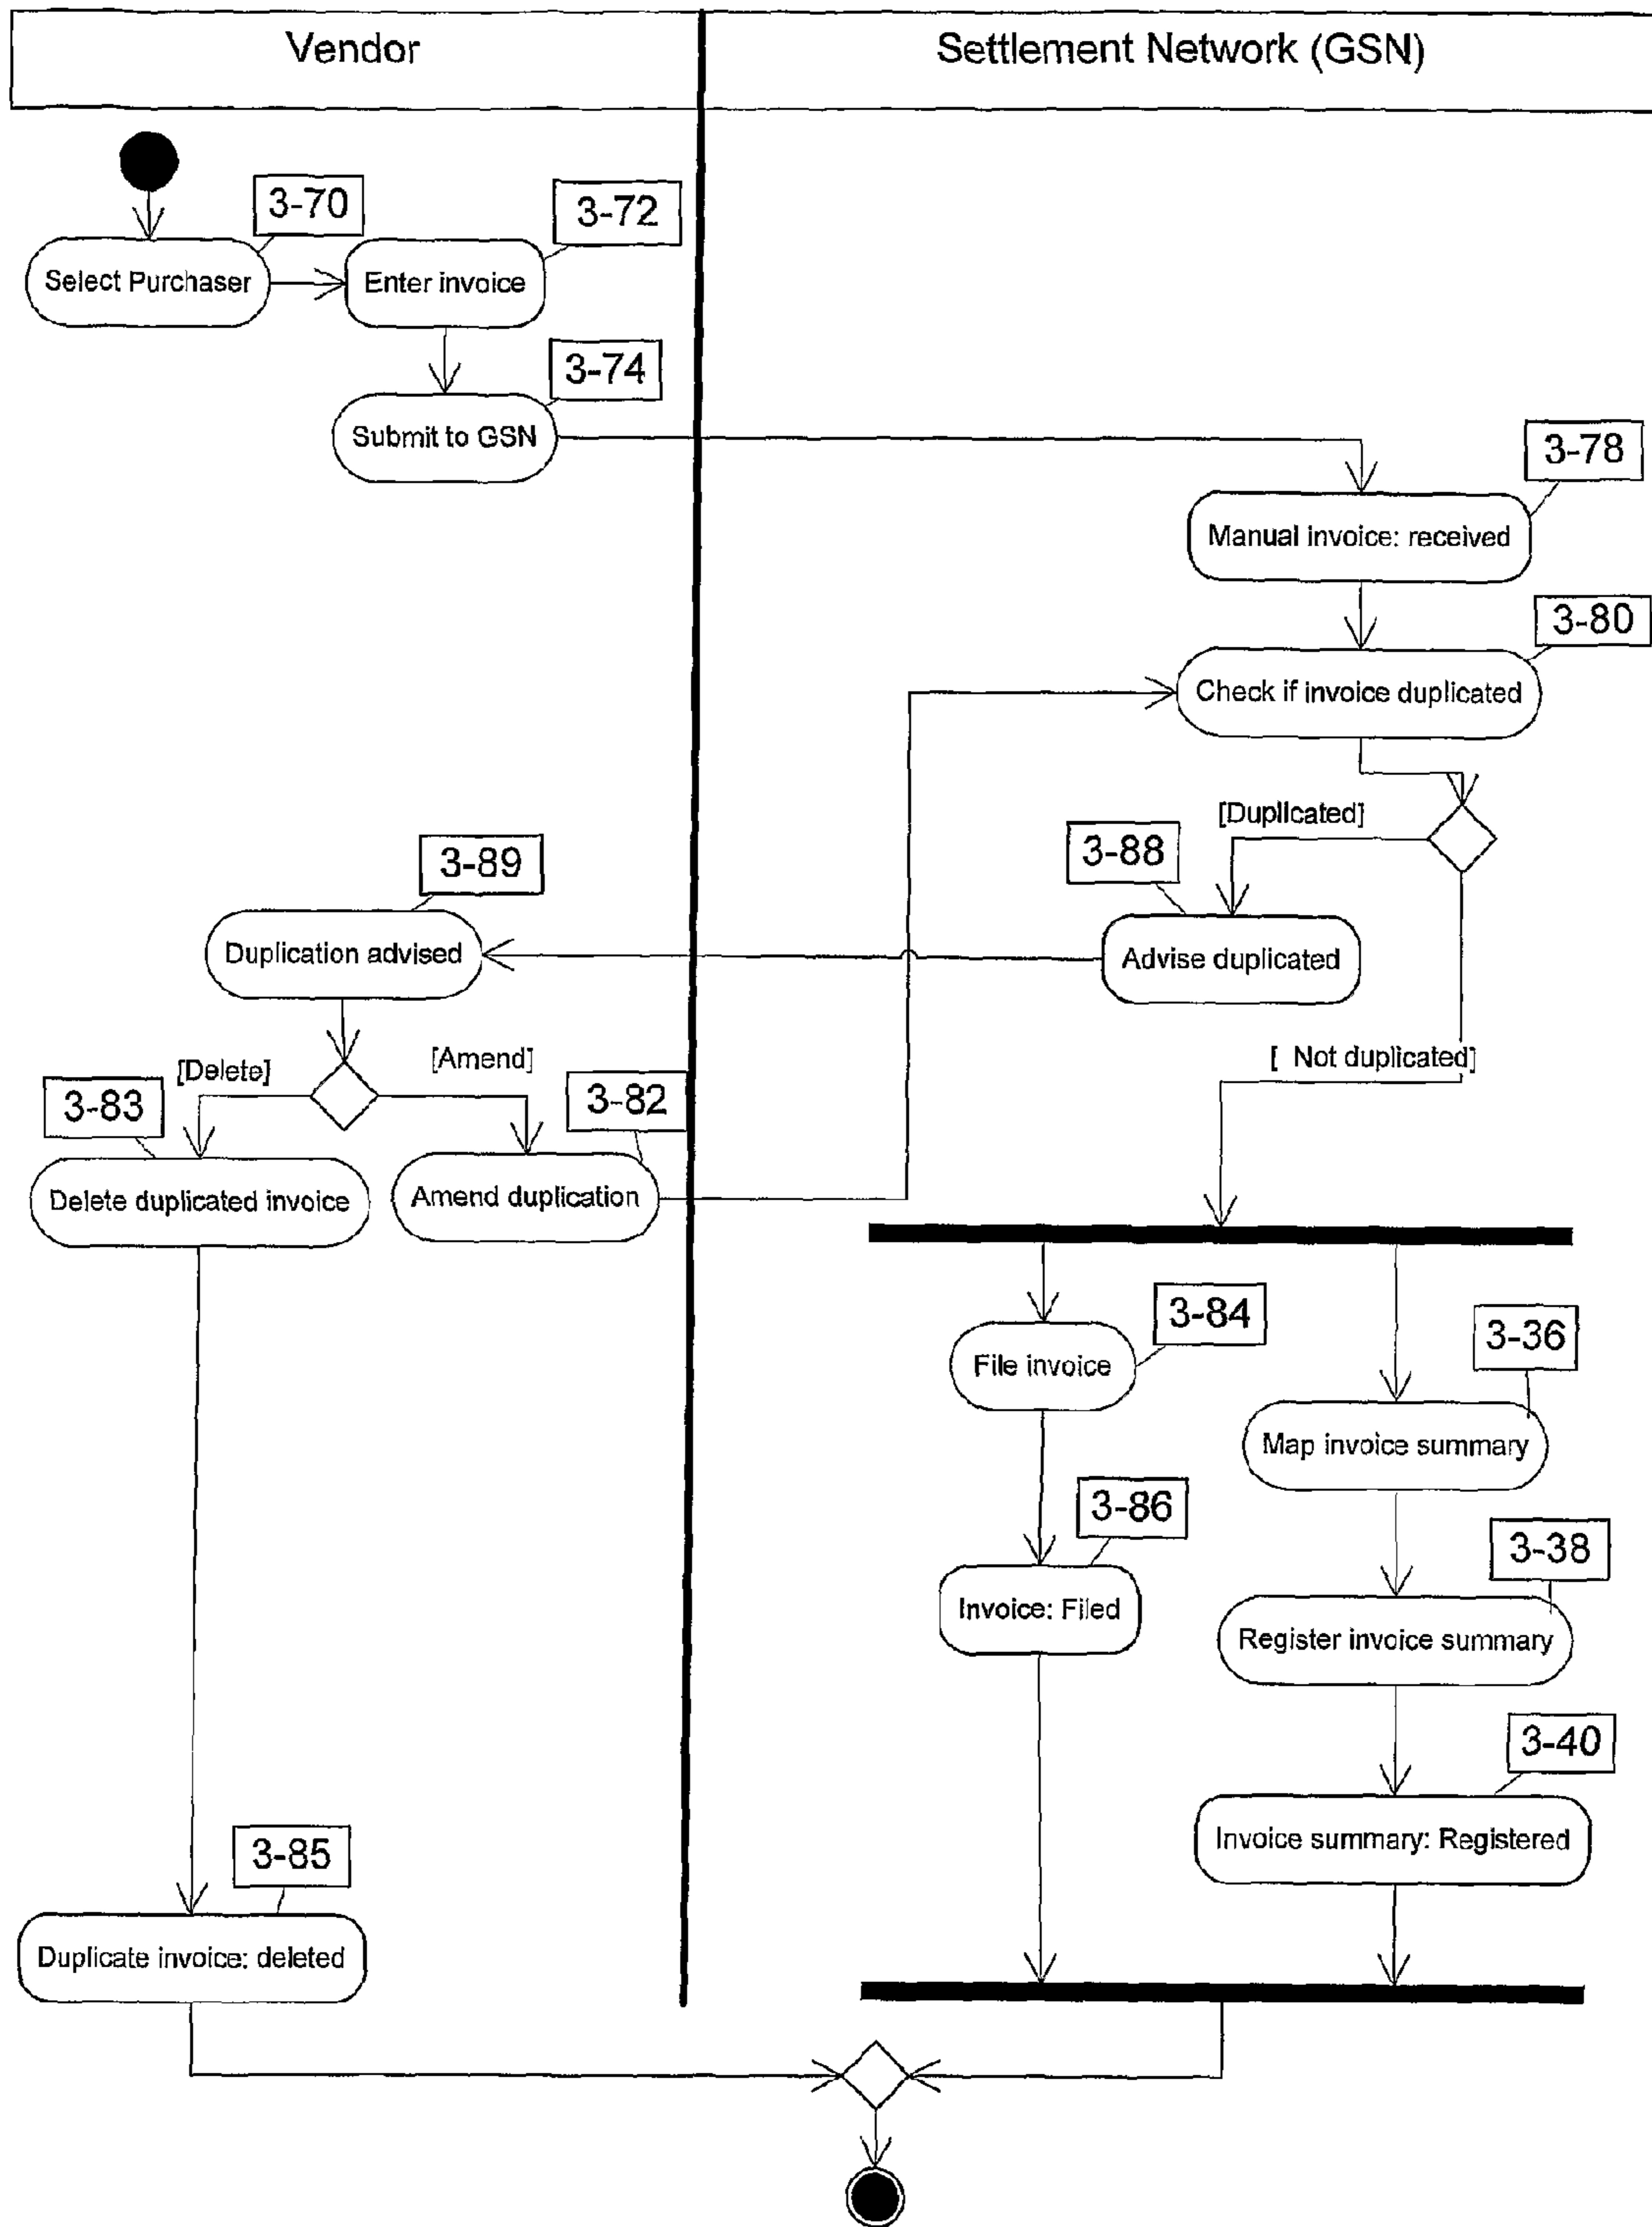 Vendor
Settlement Network (GSN)
3-70
3-72
Select Purchaser
Enter invoice
3-74
Submit to GSN
3-78
Manual invoice: received
3-80
Check if invoice duplicated
[Duplicated]
3-88
3-89
Duplication advised
Advise duplicated
[Delete]
[Amend]
[ Not duplicated]
3-83
3-82
Delete duplicated invoice
Amend duplication
3-84
3-36
File invoice
Map invoice summary
3-86
3-38
Invoice: Filed
Register invoice summary
3-40
Invoice summary: Registered
3-85
Duplicate invoice: deleted